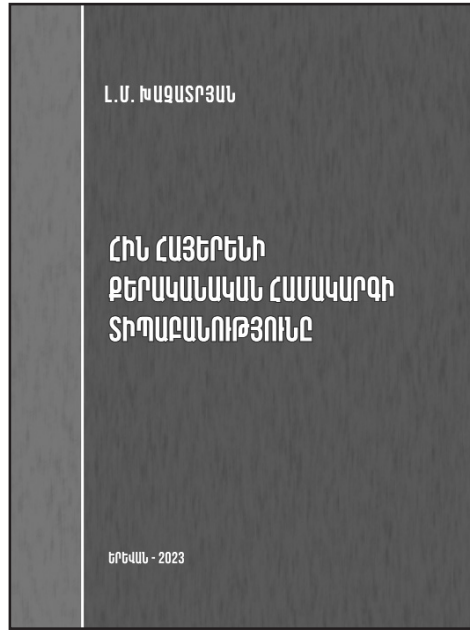 Լ.Մ. ԽԱՉԱՏՐՅԱՆ
ՀԻՆ ՀԱՅԵՐԵՆԻ
ՔԵՐԱԿԱՆԱԿԱՆ ՀԱՄԱԿԱՐԳԻ
ՏԻՊԱԲԱՆՈՒԹՅՈՒՆԸ
ԵՐԵՎԱՆ - 2023